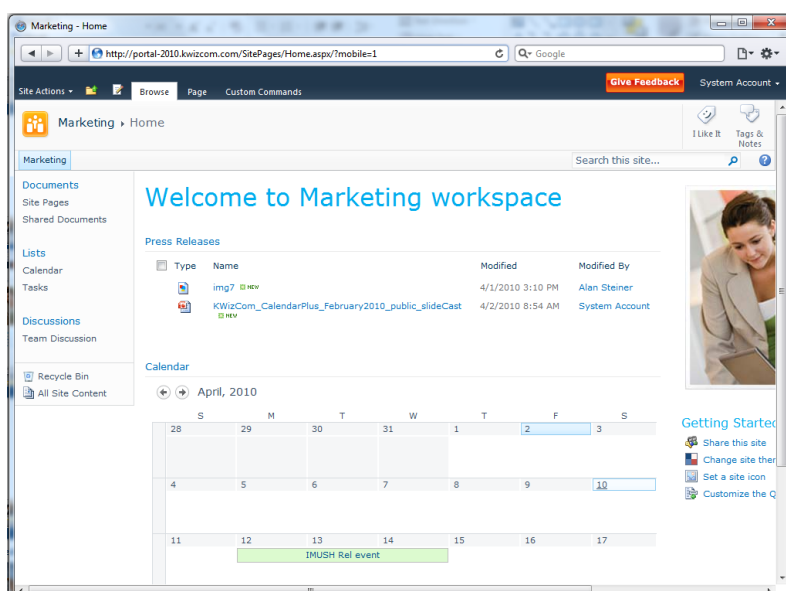 Marketing - Home
http://portal-2010.kwizcom.com/SitePages/Home.aspx/?mobile=1
Google
Site Actions
Browse
Page
Custom Commands
Give Feedback
System Account
Marketing
Home
I Like It
Tags & Notes
Marketing
Search this site...
Documents
Site Pages
Shared Documents
Lists
Calendar
Tasks
Discussions
Team Discussion
Recycle Bin
All Site Content
Welcome to Marketing workspace
Press Releases
Type Name Modified Modified By
img7 NEW 4/1/2010 3:10 PM Alan Steiner
KWizCom_CalendarPlus_February2010_public_slideCast 4/2/2010 8:54 AM System Account
NEW
Calendar
April, 2010
S M T W T F S
28 29 30 31 1 2 3
4 5 6 7 8 9 10
11 12 13 14 15 16 17
IMUSH Rel event
Getting Started
Share this site
Change site ther
Set a site icon
Customize the Q